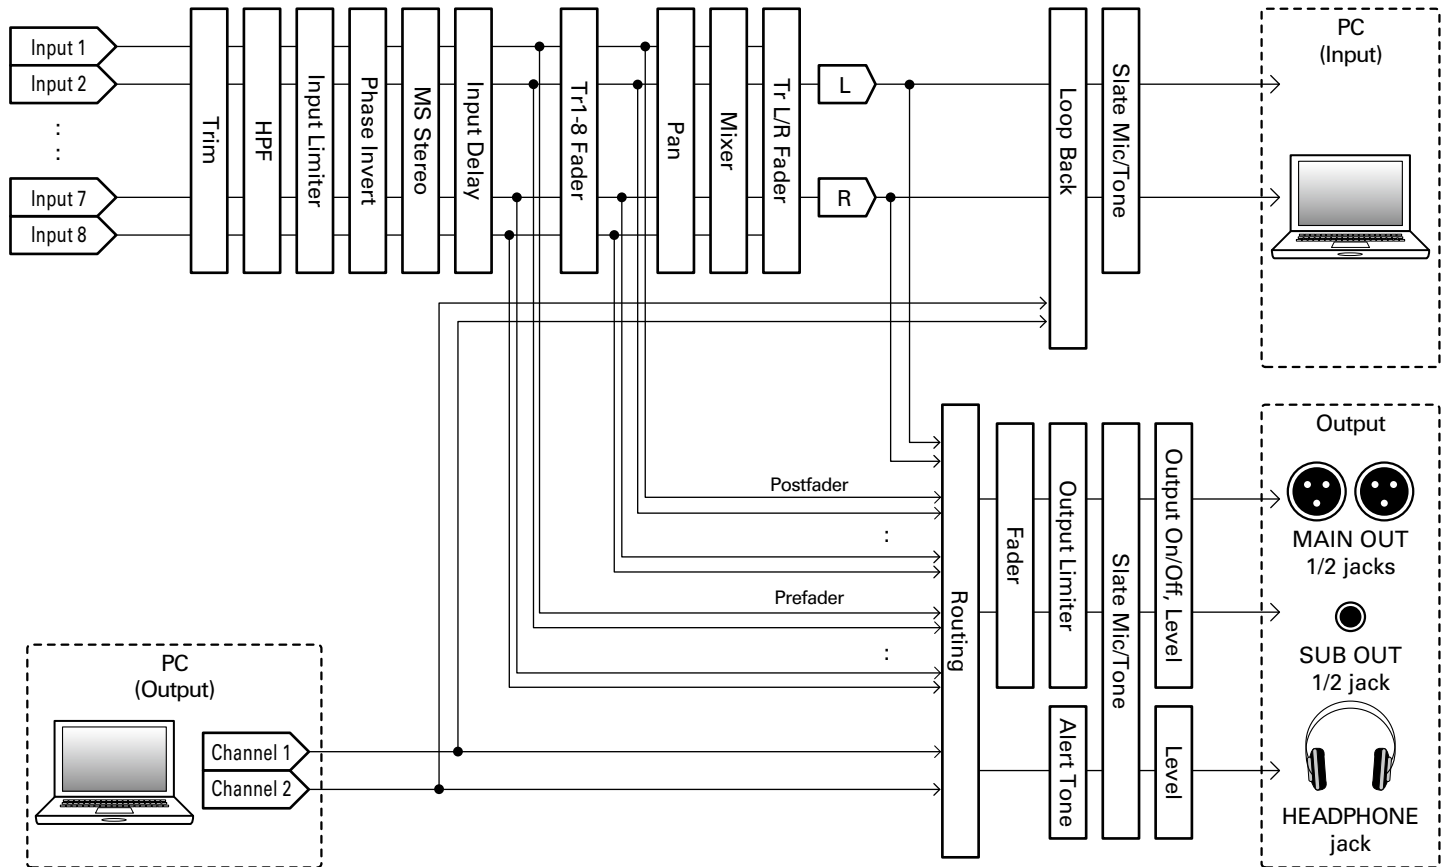 Input 1
Input 2
:
:
Input 7
Input 8
Trim
HPF
Input Limiter
Phase Invert
MS Stereo
Input Delay
Tr1-8 Fader
Pan
Mixer
Tr L/R Fader
L
R
Loop Back
Slate Mic/Tone
PC
(Input)
Postfader
:
Prefader
:
Routing
Fader
Output Limiter
Alert Tone
Slate Mic/Tone
Output On/Off, Level
Level
Output
MAIN OUT
1/2 jacks
SUB OUT
1/2 jack
HEADPHONE
jack
PC
(Output)
Channel 1
Channel 2